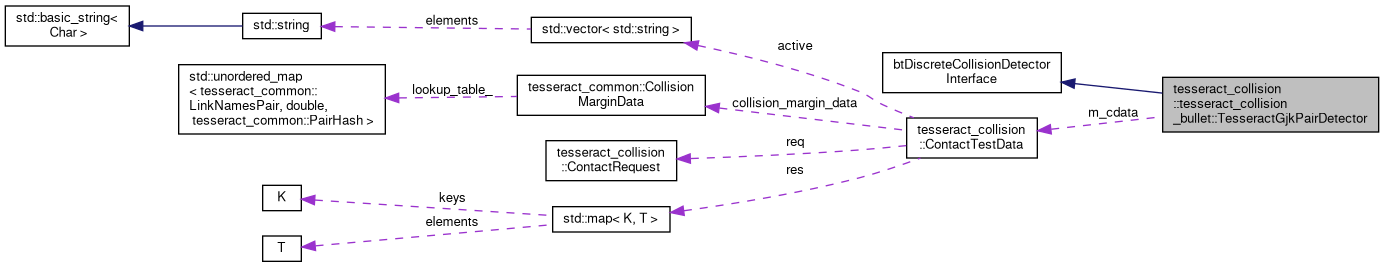 std::basic_string<
Char >
std::string
elements
std::vector< std::string >
active
btDiscreteCollisionDetector
Interface
std::unordered_map
< tesseract_common::
LinkNamesPair, double,
tesseract_common::PairHash >
lookup_table_
tesseract_common::Collision
MarginData
collision_margin_data
tesseract_collision
::tesseract_collision
_bullet::TesseractGjkPairDetector
m_cdata
tesseract_collision
::ContactTestData
req
tesseract_collision
::ContactRequest
res
K
keys
std::map< K, T >
elements
T